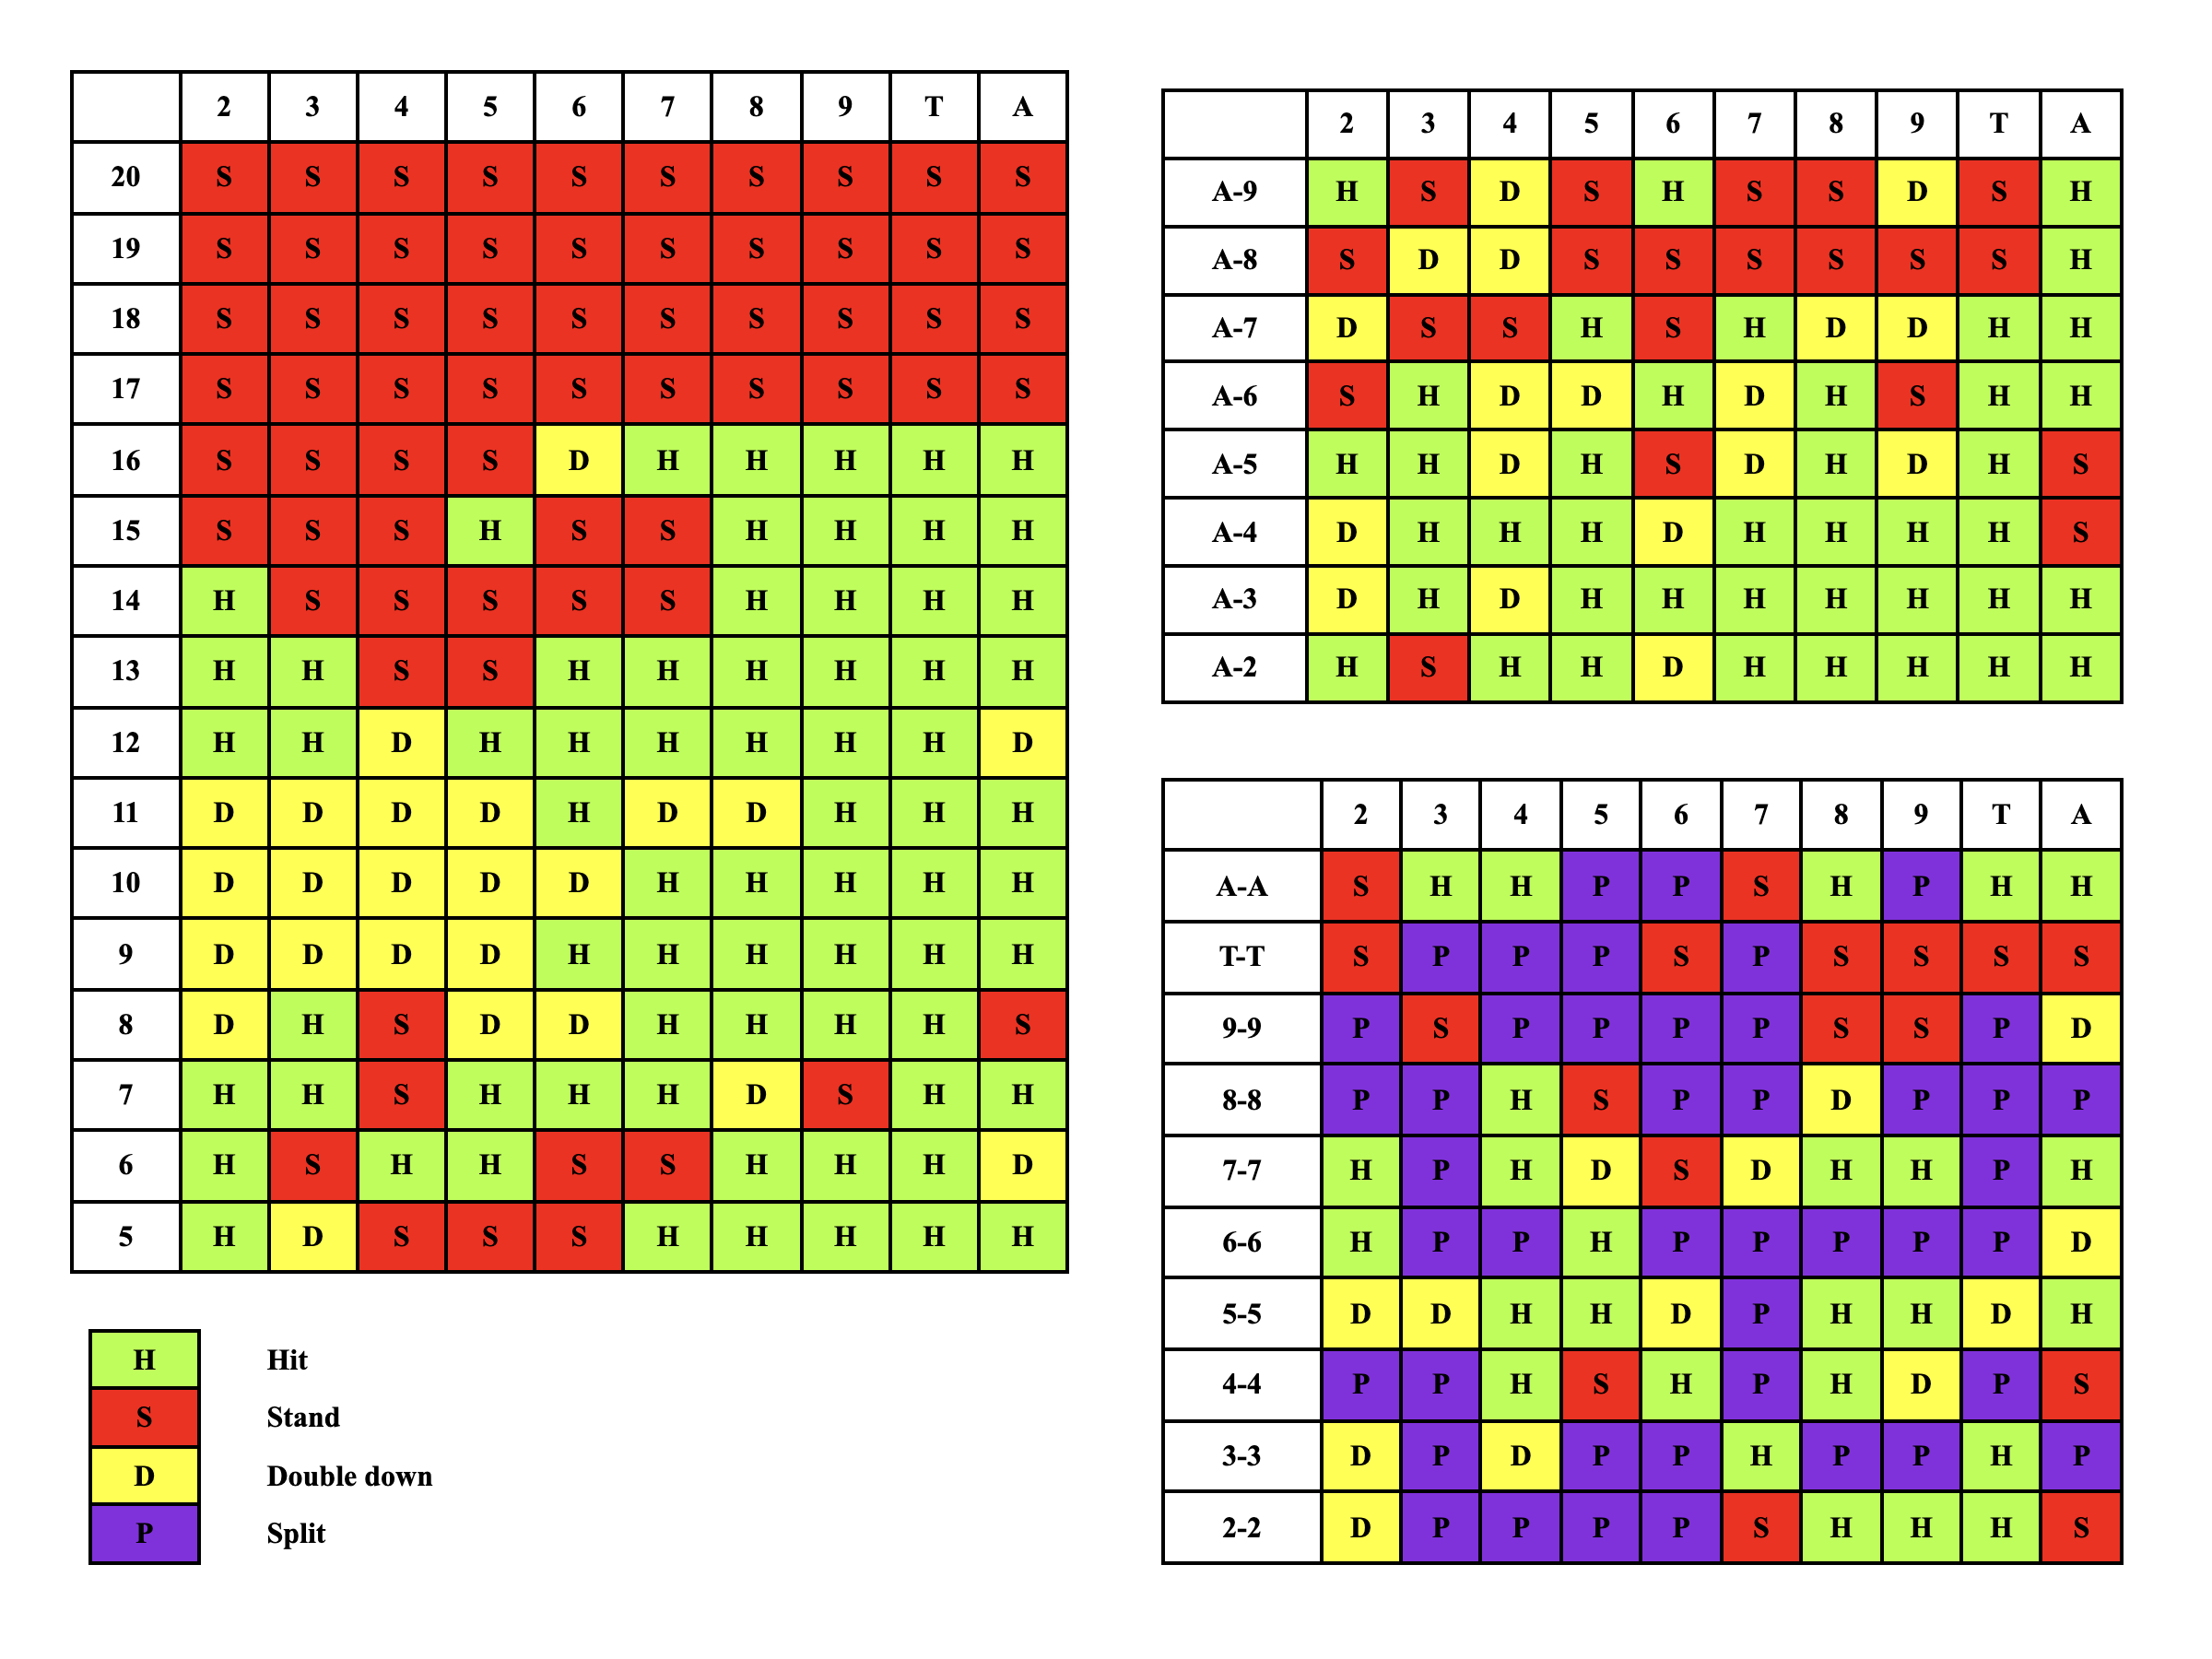 2 3 4 5 6 7 8 9 T A
20 S S S S S S S S S S
19 S S S S S S S S S S
18 S S S S S S S S S S
17 S S S S S S S S S S
16 S S S S D H H H H H
15 S S S H S S H H H H
14 H S S S S S H H H H
13 H H S S H H H H H H
12 H H D H H H H H H D
11 D D D D H D D H H H
10 D D D D D H H H H H
9 D D D D H H H H H H
8 D H S D D H H H H S
7 H H S H H H D S H H
6 H S H H S S H H H D
5 H D S S S H H H H H
H Hit
S Stand
D Double down
P Split
2 3 4 5 6 7 8 9 T A
A-9 H S D S H S S D S H
A-8 S D D S S S S S S H
A-7 D S S H S H D D H H
A-6 S H D D H D H S H H
A-5 H H D H S D H D H S
A-4 D H H H D H H H H S
A-3 D H D H H H H H H H
A-2 H S H H D H H H H H
2 3 4 5 6 7 8 9 T A
A-A S H H P P S H P H H
T-T S P P P S P S S S S
9-9 P S P P P P S S P D
8-8 P P H S P P D P P P
7-7 H P H D S D H H P H
6-6 H P P H P P P P P D
5-5 D D H H D P H H D H
4-4 P P H S H P H D P S
3-3 D P D P P H P P H P
2-2 D P P P P S H H H S